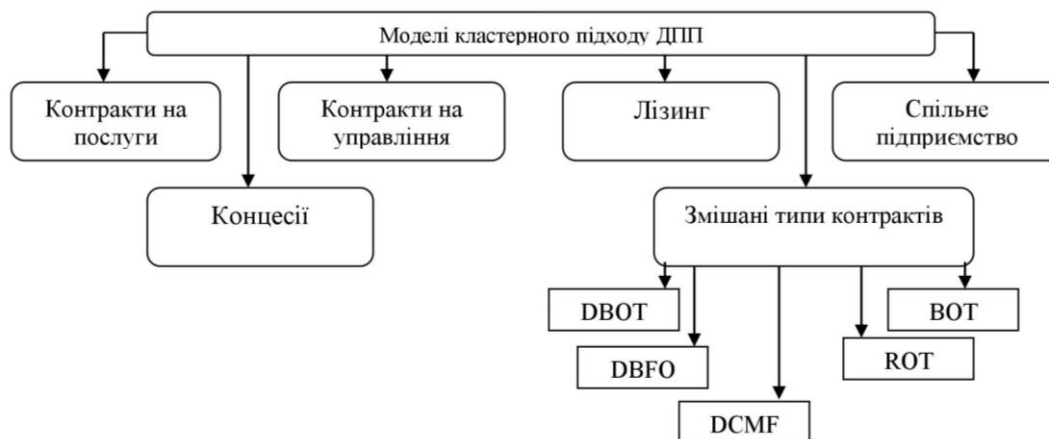 Моделі кластерного підходу ДПП
Контракти на
послуги
Контракти на
управління
Лізинг
Спільне
підприємство
Концесії
Змішані типи контрактів
DBOT
BOT
DBFO
ROT
DCMF